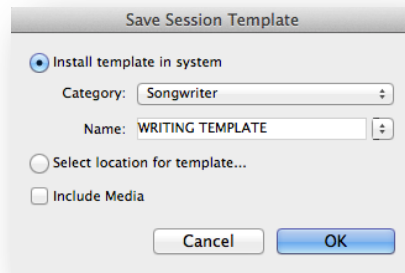 Save Session Template
Install template in system
Category: Songwriter
Name: WRITING TEMPLATE
Select location for template...
Include Media
Cancel OK